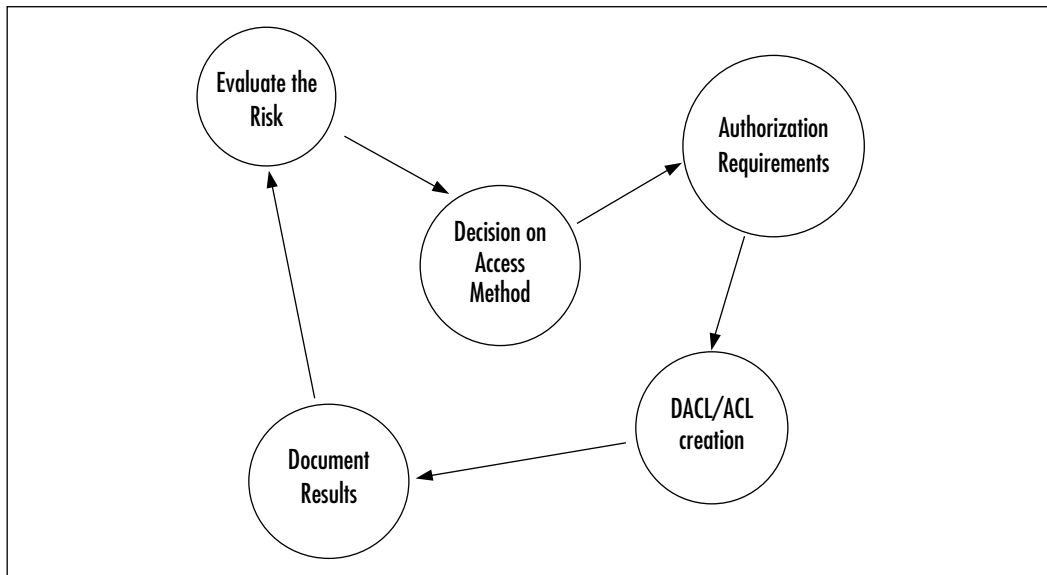 Evaluate the
Risk
Decision on
Access
Method
Authorization
Requirements
DACL/ACL
creation
Document
Results